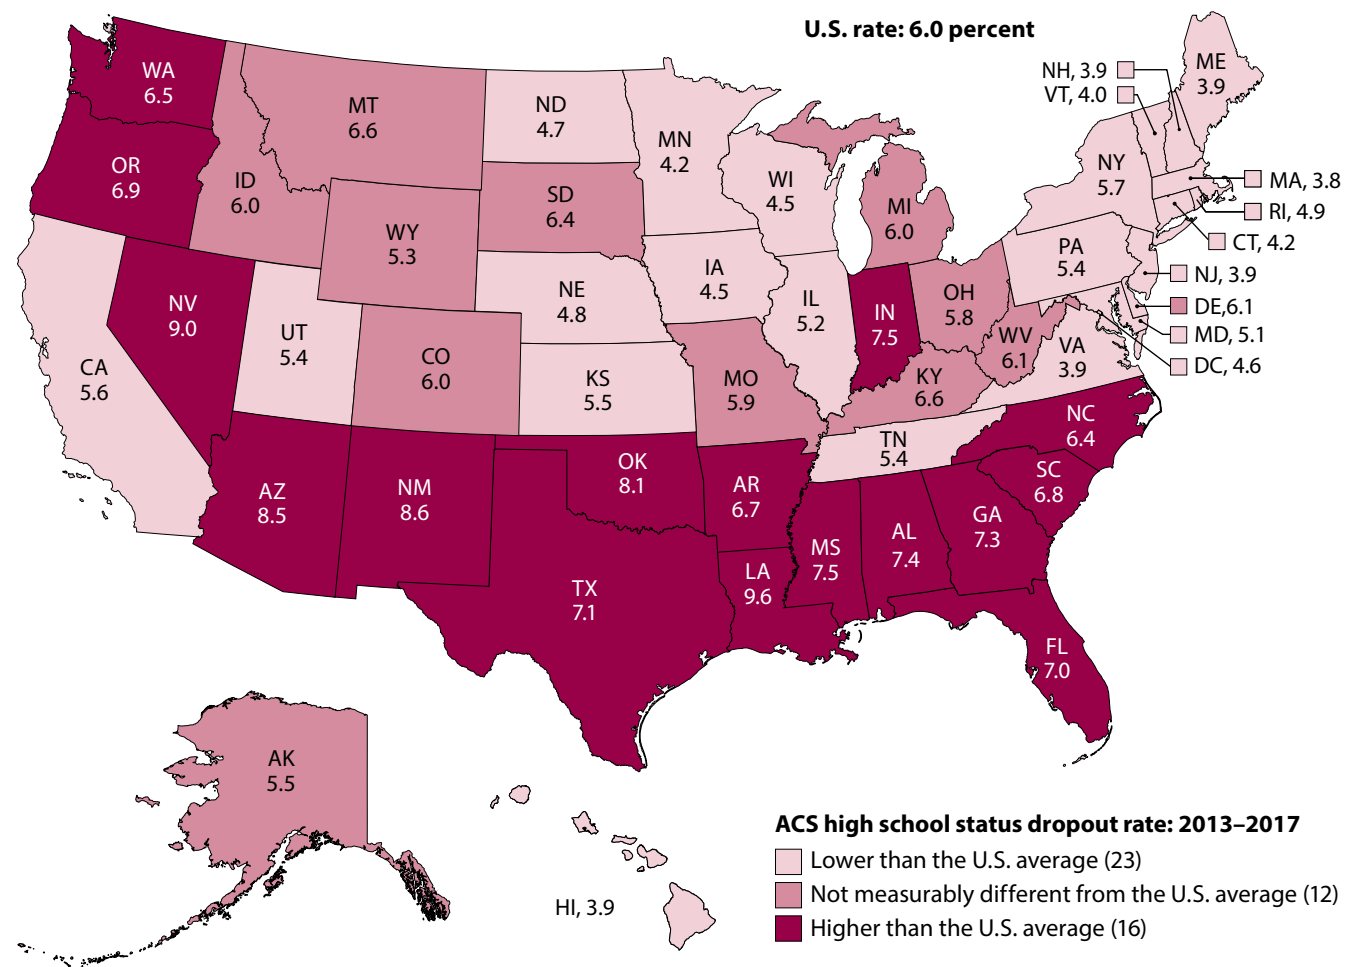 U.S. rate: 6.0 percent
WA
6.5
OR
6.9
CA
5.6
NV
9.0
ID
6.0
MT
6.6
WY
5.3
UT
5.4
AZ
8.5
CO
6.0
NM
8.6
ND
4.7
SD
6.4
NE
4.8
KS
5.5
OK
8.1
TX
7.1
MN
4.2
IA
4.5
MO
5.9
AR
6.7
LA
9.6
WI
4.5
IL
5.2
MI
6.0
IN
7.5
OH
5.8
KY
6.6
TN
5.4
MS
7.5
AL
7.4
GA
7.3
FL
7.0
SC
6.8
NC
6.4
VA
3.9
WV
6.1
PA
5.4
NY
5.7
ME
3.9
NH, 3.9
VT, 4.0
MA, 3.8
RI, 4.9
CT, 4.2
NJ, 3.9
DE,6.1
MD, 5.1
DC, 4.6
AK
5.5
HI, 3.9
ACS high school status dropout rate: 2013–2017
Lower than the U.S. average (23)
Not measurably different from the U.S. average (12)
Higher than the U.S. average (16)